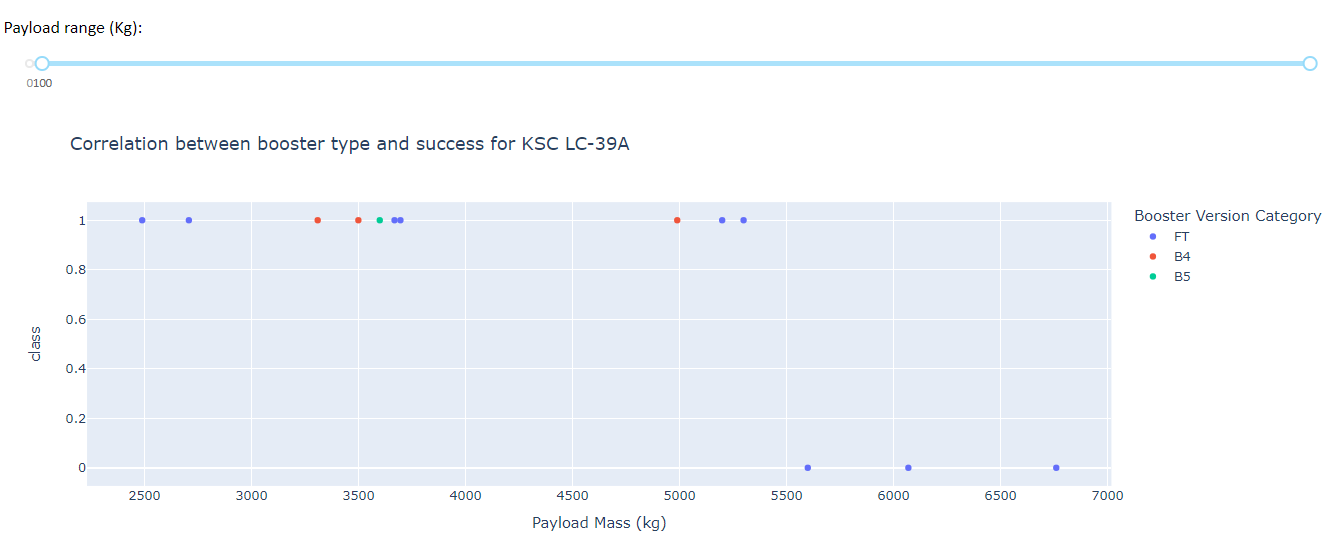 Payload range (Kg):
0100
Correlation between booster type and success for KSC LC-39A
Booster Version Category
FT
B4
B5
class
1
0.8
0.6
0.4
0.2
0
2500 3000 3500 4000 4500 5000 5500 6000 6500 7000
Payload Mass (kg)